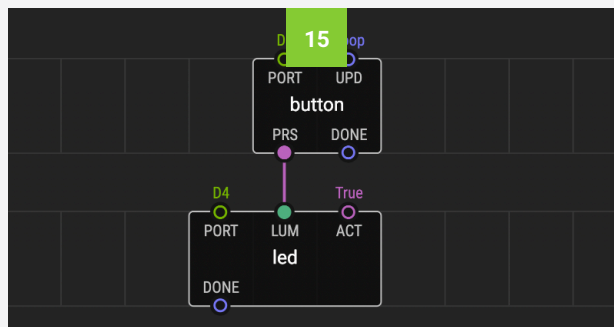 15
PORT UPD
button
PRS DONE
D4 True
PORT LUM ACT
led
DONE